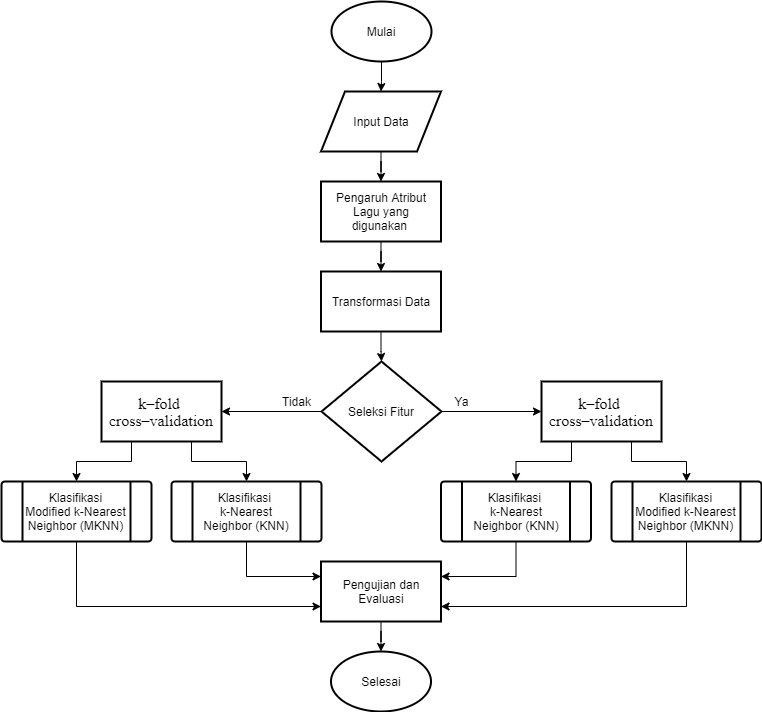 Mulai
Input Data
Pengaruh Atribut
Lagu yang
digunakan
Transformasi Data
Seleksi Fitur
Tidak
Ya
k−fold
cross−validation
k−fold
cross−validation
Klasifikasi
Modified k-Nearest
Neighbor (MKNN)
Klasifikasi
k-Nearest
Neighbor (KNN)
Klasifikasi
k-Nearest
Neighbor (KNN)
Klasifikasi
Modified k-Nearest
Neighbor (MKNN)
Pengujian dan
Evaluasi
Selesai